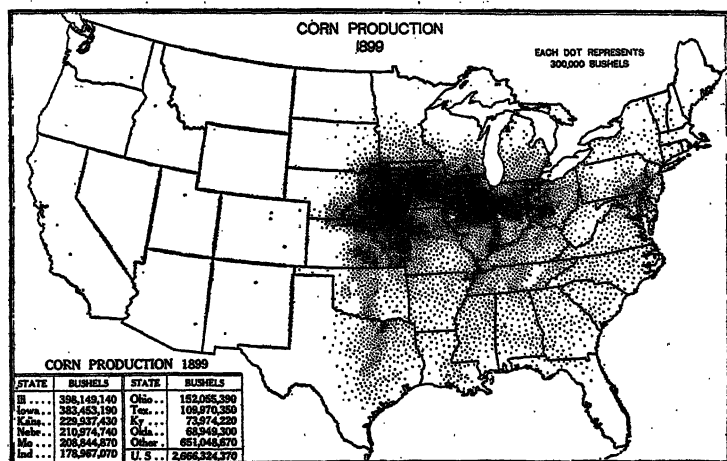 CORN PRODUCTION
1899
EACH DOT REPRESENTS
300,000 BUSHELS
CORN PRODUCTION 1899
STATE BUSHELS STATE BUSHELS
Ill .... 398,149,140 Ohio... 152,055,390
Iowa... 383,453,190 Tex... 109,970,350
Kans... 229,937,430 Ky.... 73,974,220
Nebr... 210,974,740 Okla... 68,949,300
Mo.... 208,844,870 Other.. 651,048,670
Ind .... 178,967,070 U.S... 2,666,324,370